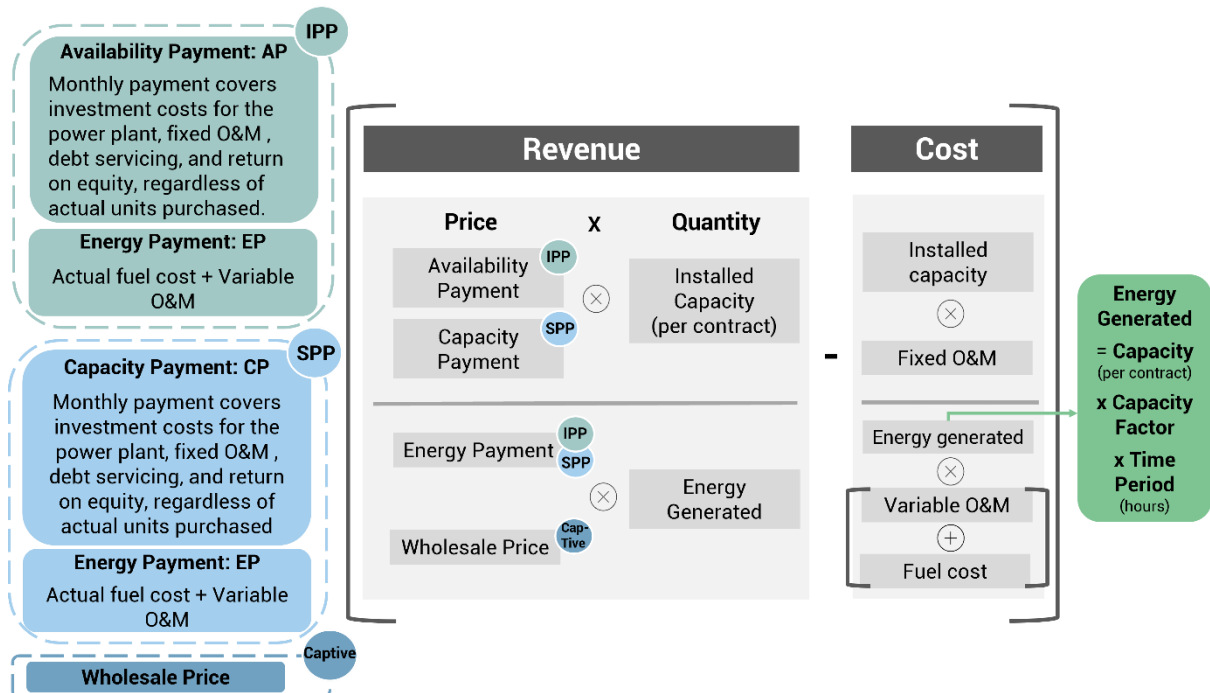 IPP
Availability Payment: AP
Monthly payment covers
investment costs for the
power plant, fixed O&M ,
debt servicing, and return
on equity, regardless of
actual units purchased.
Energy Payment: EP
Actual fuel cost + Variable
O&M
SPP
Capacity Payment: CP
Monthly payment covers
investment costs for the
power plant, fixed O&M ,
debt servicing, and return
on equity, regardless of
actual units purchased
Energy Payment: EP
Actual fuel cost + Variable
O&M
Captive
Wholesale Price
Revenue
Price x Quantity
Availability
Payment
IPP
Capacity
Payment
SPP
×
Installed
Capacity
(per contract)
Energy Payment
IPP
SPP
Wholesale Price
Cap-
Tive
×
Energy
Generated
-
Cost
Installed
capacity
×
Fixed O&M
Energy generated
×
Variable O&M
+
Fuel cost
Energy
Generated
= Capacity
(per contract)
x Capacity
Factor
x Time
Period
(hours)